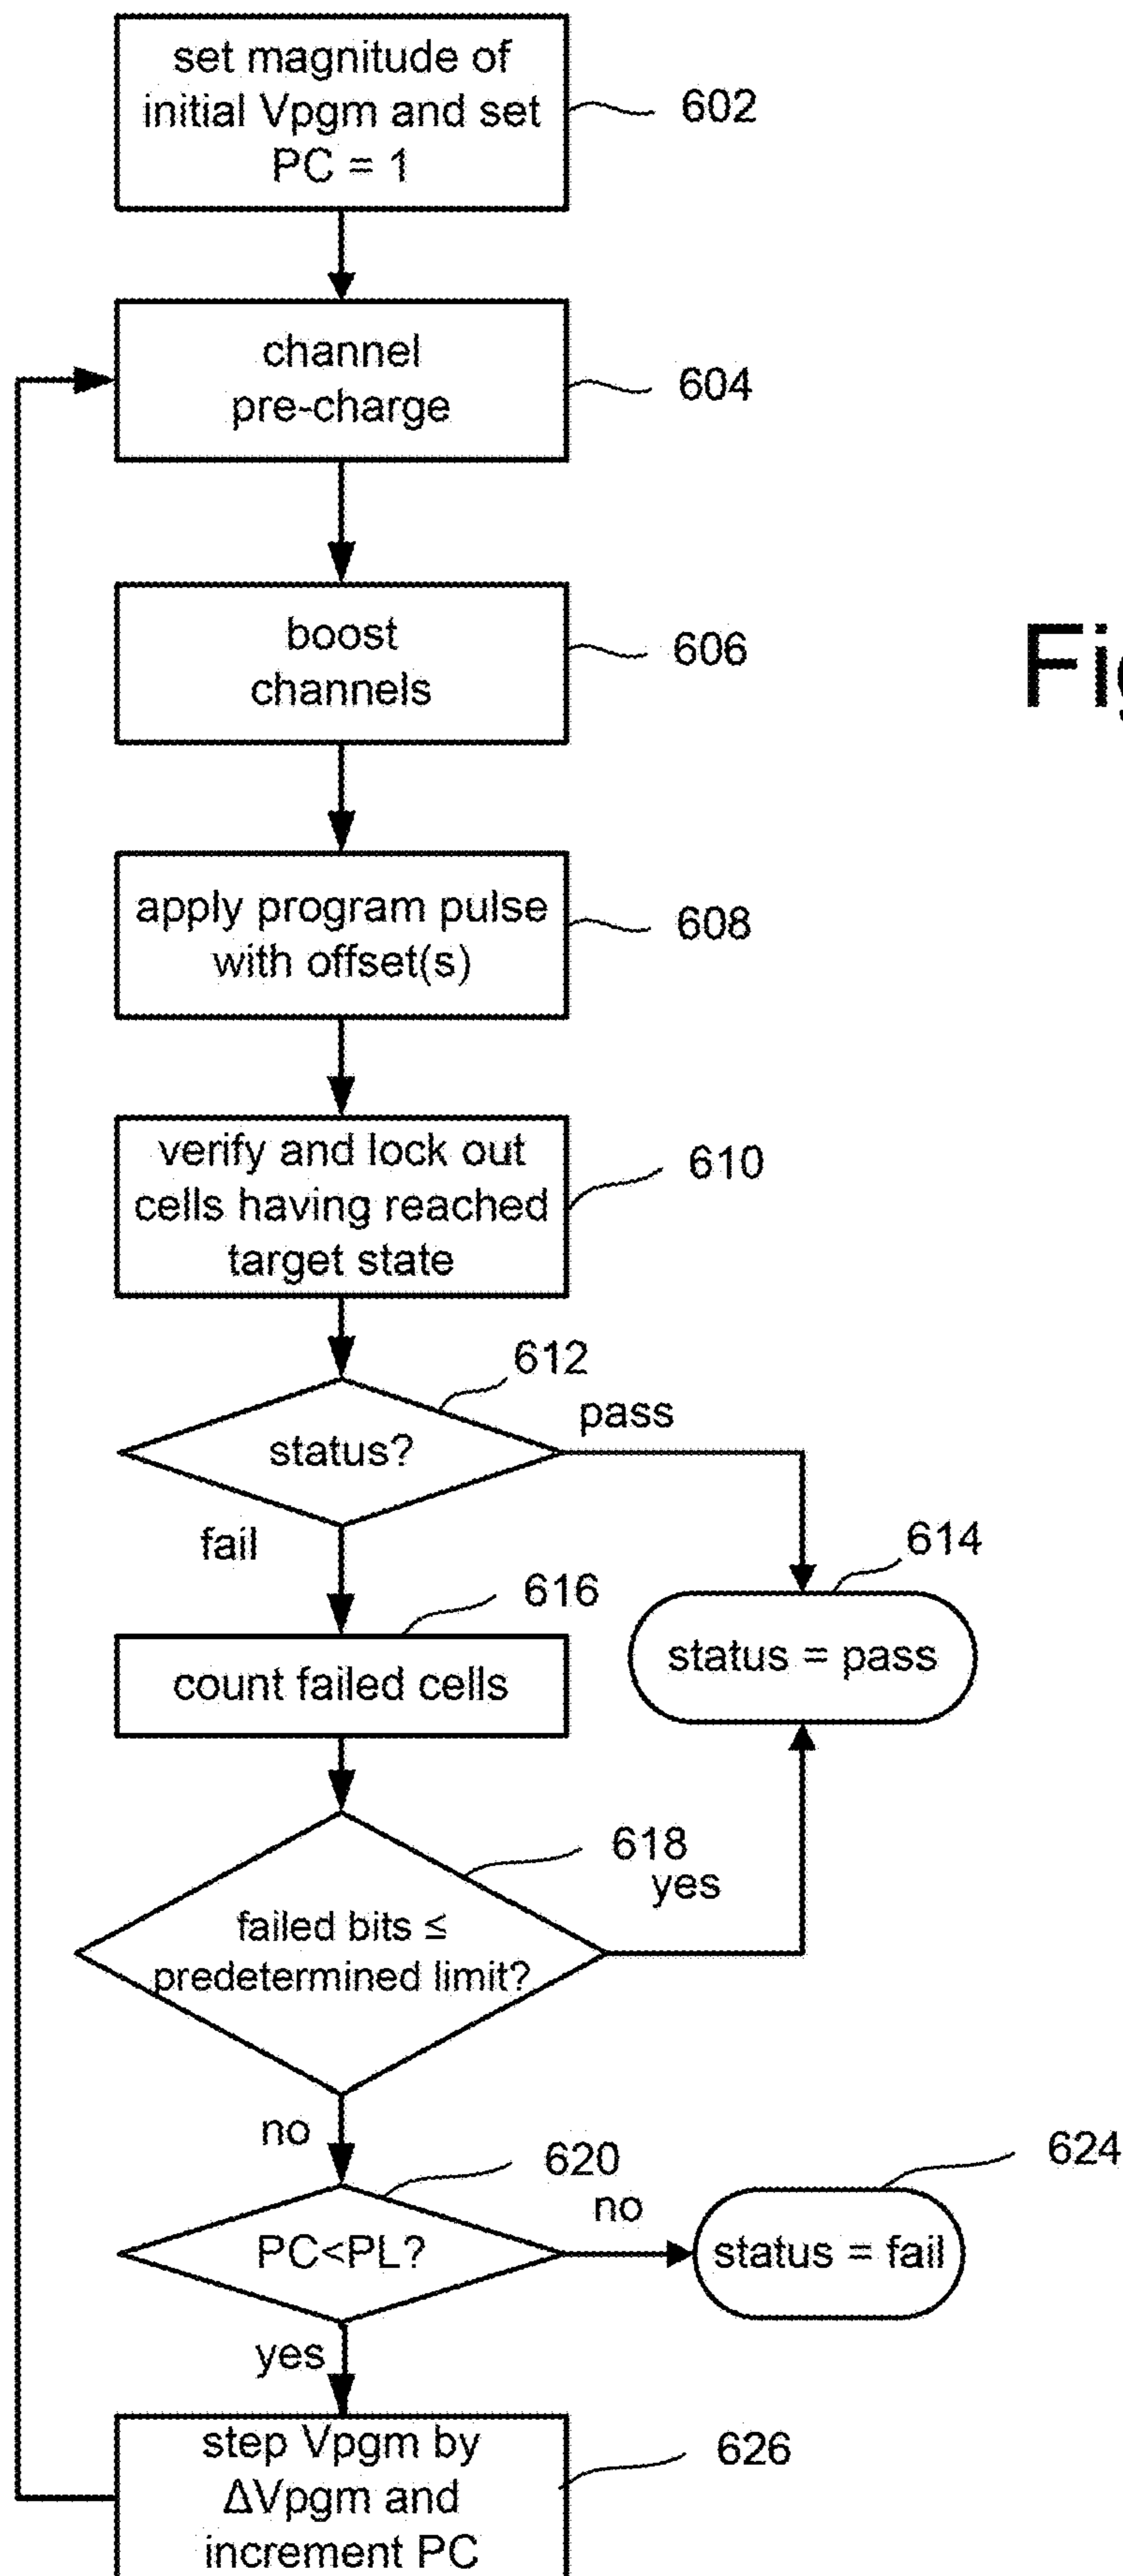 set magnitude of
initial Vpgm and set
PC = 1
602
channel
pre-charge
604
boost
channels
606
apply program pulse
with offset(s)
608
verify and lock out
cells having reached
target state
610
612
status?
pass
fail
614
status = pass
616
count failed cells
618
yes
failed bits ≤
predetermined limit?
no
620
PC<PL?
no
624
status = fail
yes
step Vpgm by
ΔVpgm and
increment PC
626